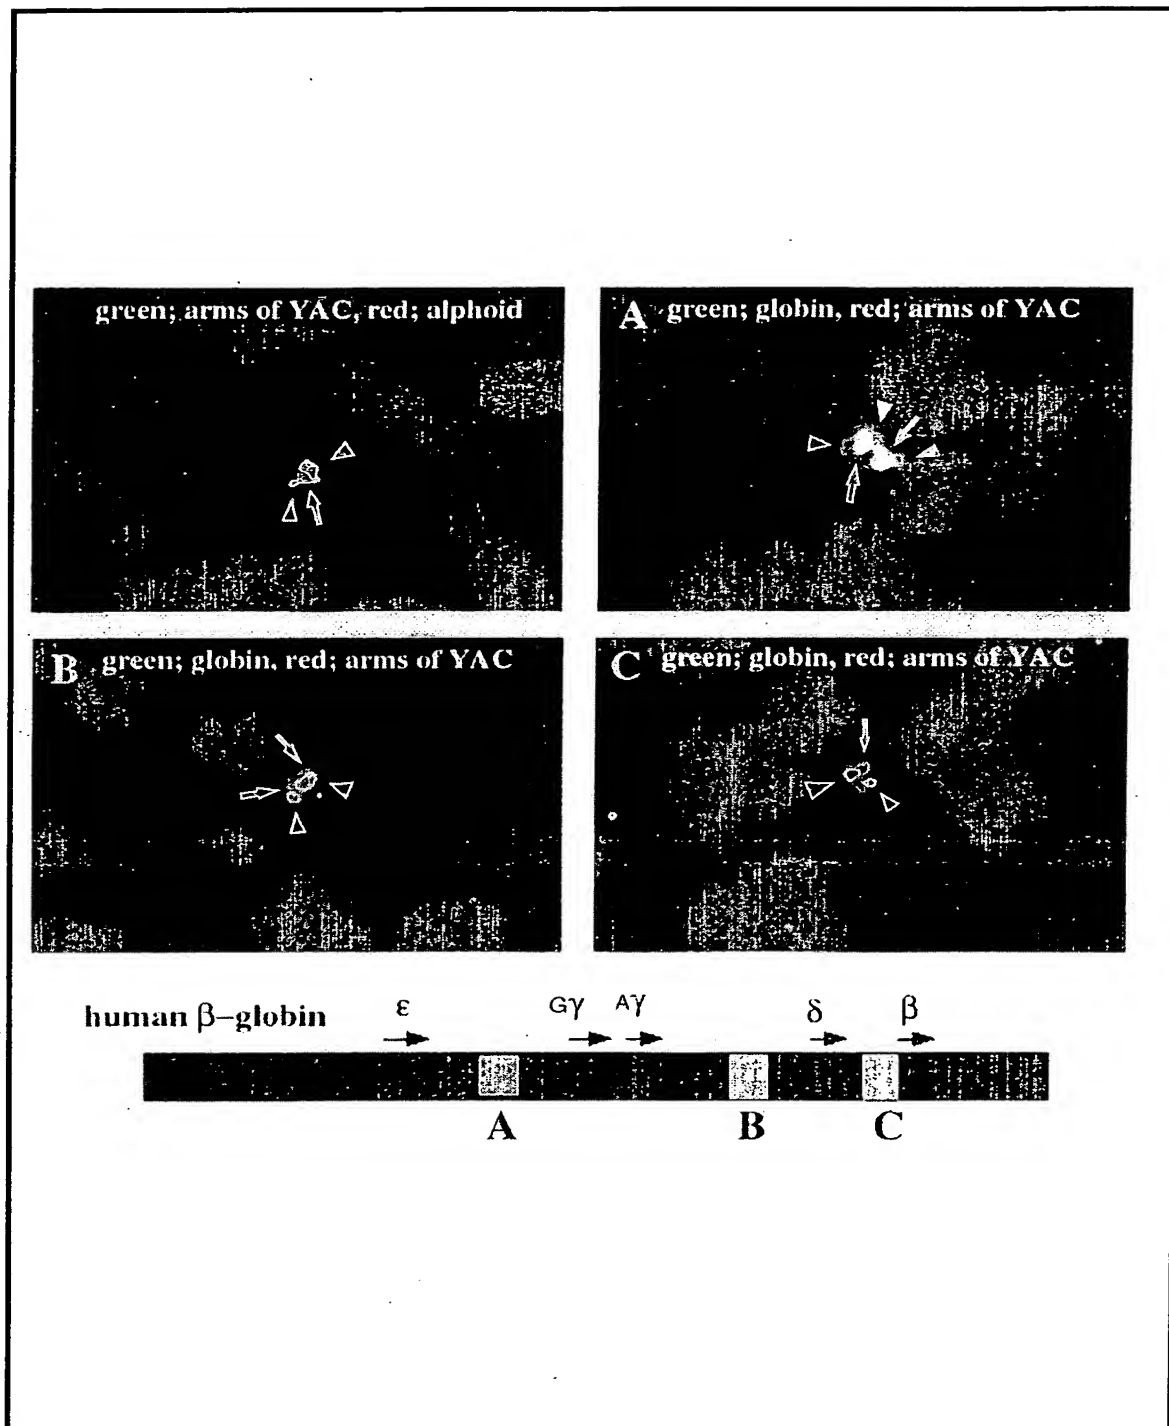 green; arms of YAC, red; alphoid
A green; globin, red; arms of YAC
B green; globin, red; arms of YAC
C green; globin, red; arms of YAC
human β-globin
ε Gγ Aγ δ β
A B C